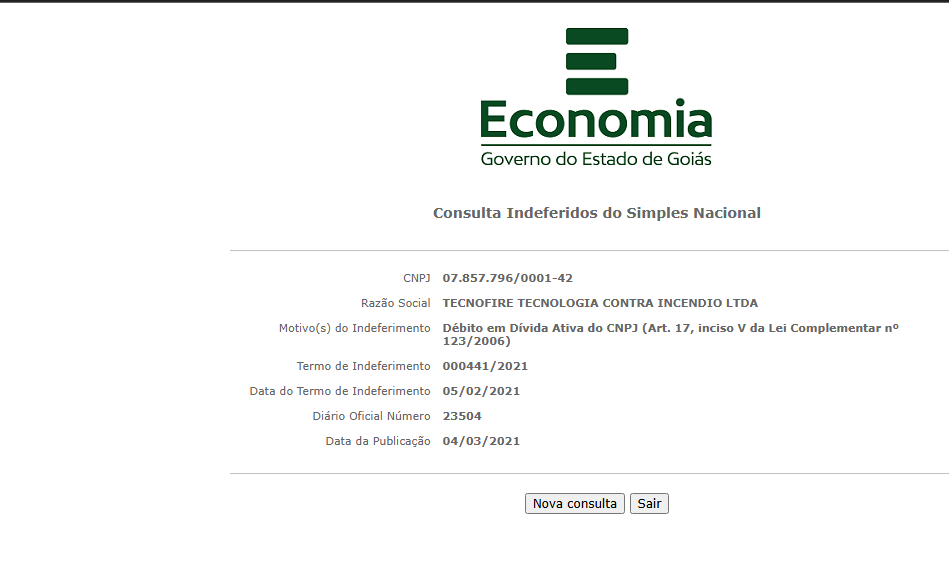 Economia
Governo do Estado de Goiás
Consulta Indeferidos do Simples Nacional
CNPJ 07.857.796/0001-42
Razão Social TECNOFIRE TECNOLOGIA CONTRA INCENDIO LTDA
Motivo(s) do Indeferimento Débito em Dívida Ativa do CNPJ (Art. 17, inciso V da Lei Complementar nº
123/2006)
Termo de Indeferimento 000441/2021
Data do Termo de Indeferimento 05/02/2021
Diário Oficial Número 23504
Data da Publicação 04/03/2021
Nova consulta Sair